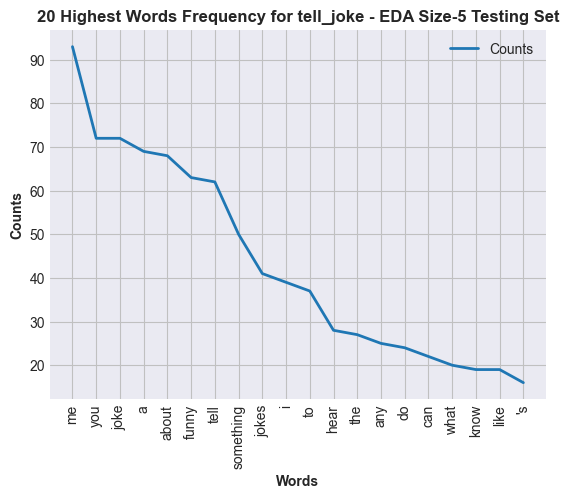 20 Highest Words Frequency for tell_joke - EDA Size-5 Testing Set
Counts
Counts
90
80
70
60
50
40
30
20
me
you
joke
a
about
funny
tell
something
jokes
i
to
hear
the
any
do
can
what
know
like
's
Words